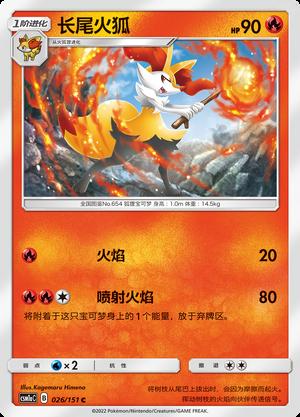 1阶进化
长尾火狐
HP90
从火狐狸进化
全国图鉴No.654 狐狸宝可梦 身高:1.0m 体重:14.5kg
火焰 20
喷射火焰 80
将附着于这只宝可梦身上的1个能量,放于弃牌区。
弱点 ×2 抗性 撤退
Illus.Kagemaru Himeno
CSM1aC B 026/151 C
将树枝从尾巴上拔出时,会因为摩擦而起火。
挥动树枝的火焰向伙伴传递信号。
©2022 Pokémon/Nintendo/Creatures/GAME FREAK.